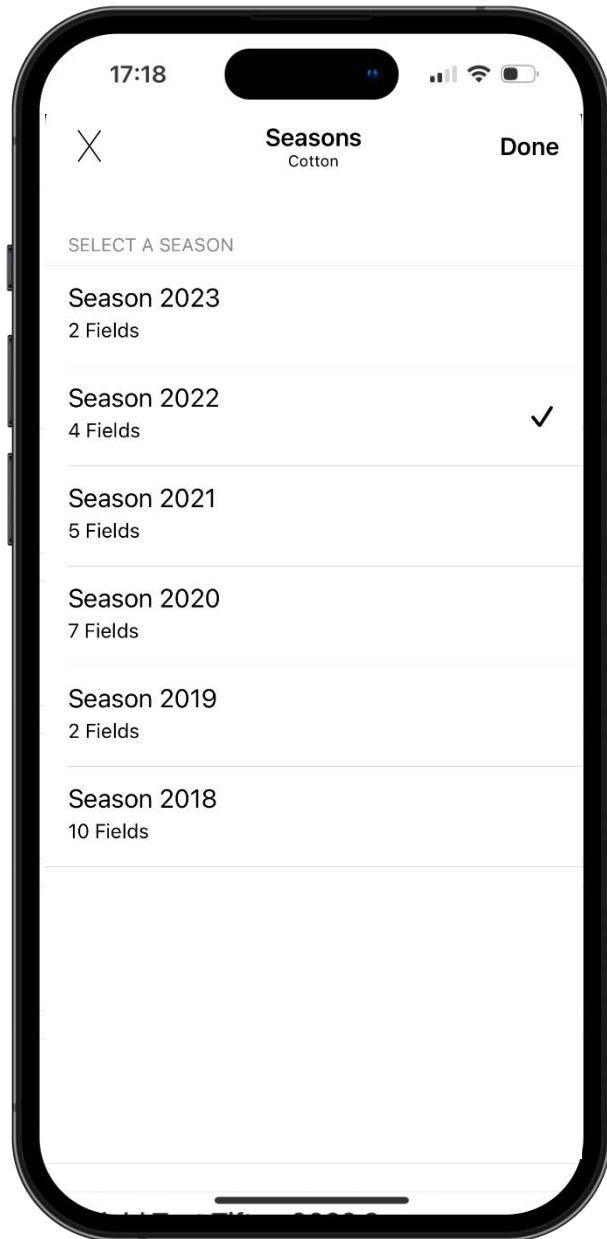 17:18
Seasons
Cotton
Done
SELECT A SEASON
Season 2023
2 Fields
Season 2022
4 Fields
Season 2021
5 Fields
Season 2020
7 Fields
Season 2019
2 Fields
Season 2018
10 Fields